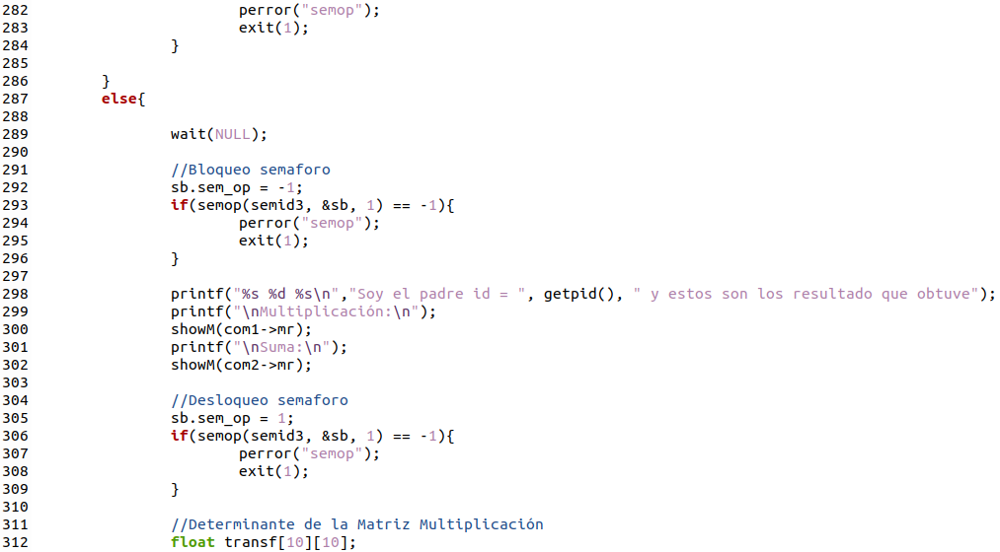 282 perror("semop");
283 exit(1);
284 }
285
286 }
287 else{
288
289 wait(NULL);
290
291 //Bloqueo semaforo
292 sb.sem_op = -1;
293 if(semop(semid3, &sb, 1) == -1){
294 perror("semop");
295 exit(1);
296 }
297
298 printf("%s %d %s\n","Soy el padre id = ", getpid(), " y estos son los resultado que obtuve");
299 printf("\nMultiplicación:\n");
300 showM(com1->mr);
301 printf("\nSuma:\n");
302 showM(com2->mr);
303
304 //Desloqueo semaforo
305 sb.sem_op = 1;
306 if(semop(semid3, &sb, 1) == -1){
307 perror("semop");
308 exit(1);
309 }
310
311 //Determinante de la Matriz Multiplicación
312 float transf[10][10];